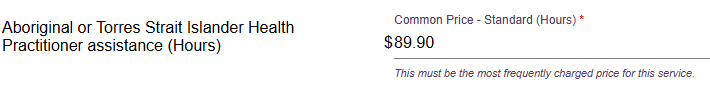 Aboriginal or Torres Strait Islander Health
Practitioner assistance (Hours)
Common Price - Standard (Hours) *
$89.90
This must be the most frequently charged price for this service.